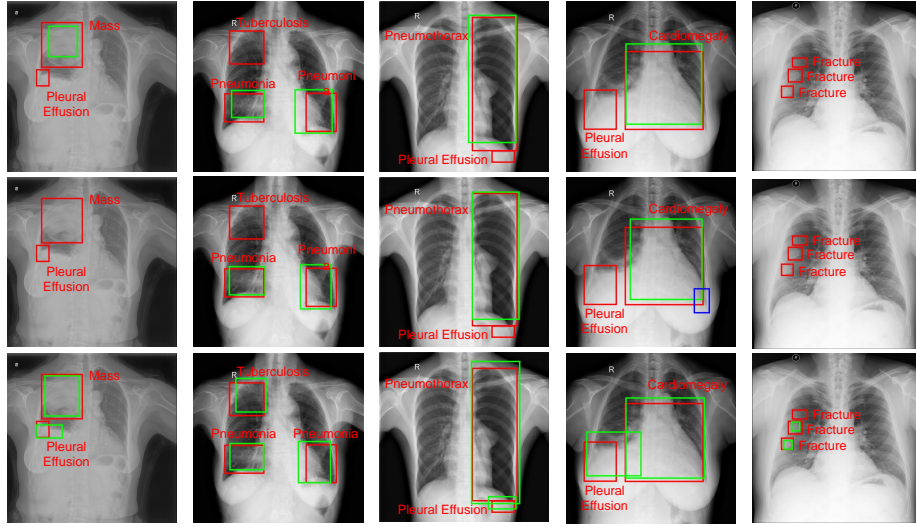 Mass
Pleural
Effusion
R
Tuberculosis
Pneumonia
Pneumoni
a
R
Pneumothorax
Pleural Effusion
R
Cardiomegaly
Pleural
Effusion
Fracture
Fracture
Fracture
Mass
Pleural
Effusion
R
Tuberculosis
Pneumonia
Pneumoni
a
R
Pneumothorax
Pleural Effusion
R
Cardiomegaly
Pleural
Effusion
Fracture
Fracture
Fracture
Mass
Pleural
Effusion
R
Tuberculosis
Pneumonia
Pneumonia
R
Pneumothorax
Pleural Effusion
R
Cardiomegaly
Pleural
Effusion
Fracture
Fracture
Fracture